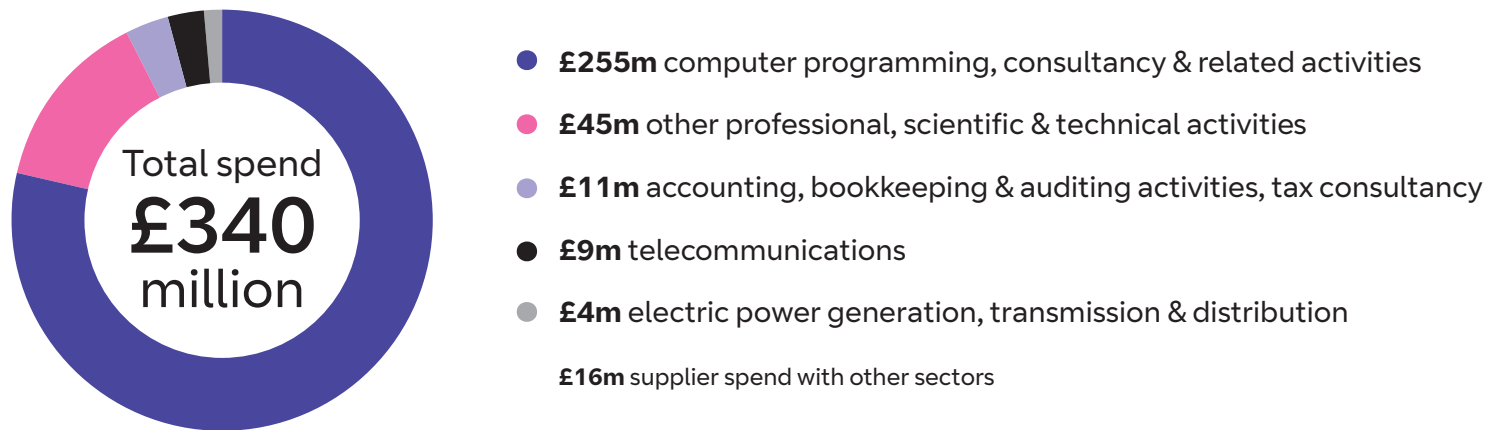 Total spend
£340
million
£255m computer programming, consultancy & related activities
£45m other professional, scientific & technical activities
£11m accounting, bookkeeping & auditing activities, tax consultancy
£9m telecommunications
£4m electric power generation, transmission & distribution
£16m supplier spend with other sectors